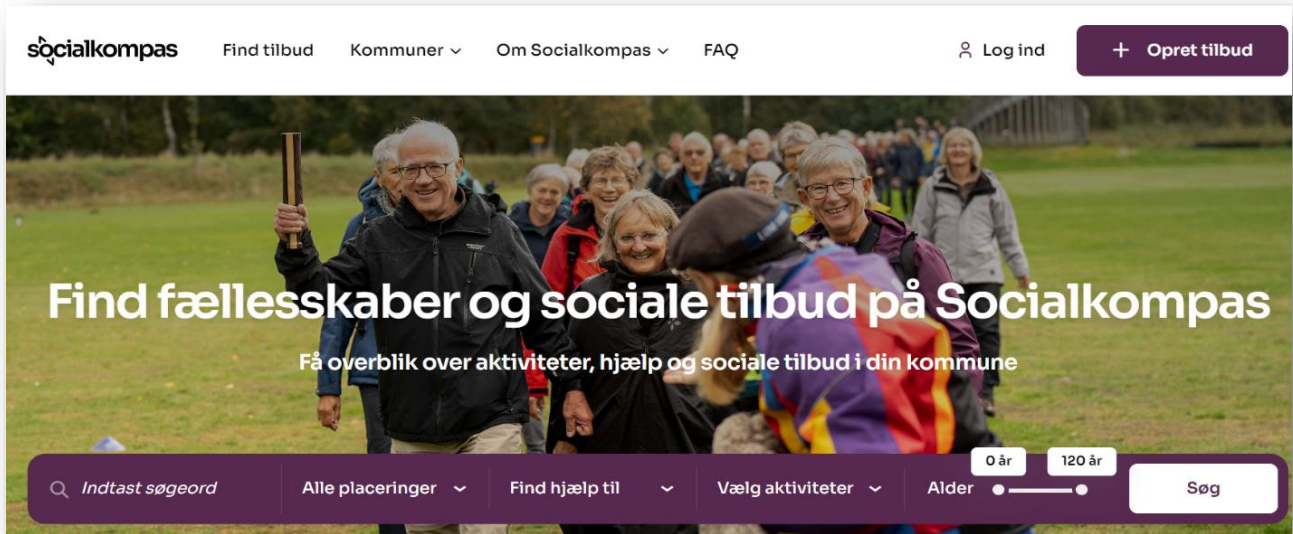 socialkompas
Find tilbud
Kommuner
Om Socialkompas
FAQ
Log ind
+ Opret tilbud
Find fællesskaber og sociale tilbud på Socialkompas
Få overblik over aktiviteter, hjælp og sociale tilbud i din kommune
0 år
120 år
Indtast søgeord
Alle placeringer
Find hjælp til
Vælg aktiviteter
Alder
Søg